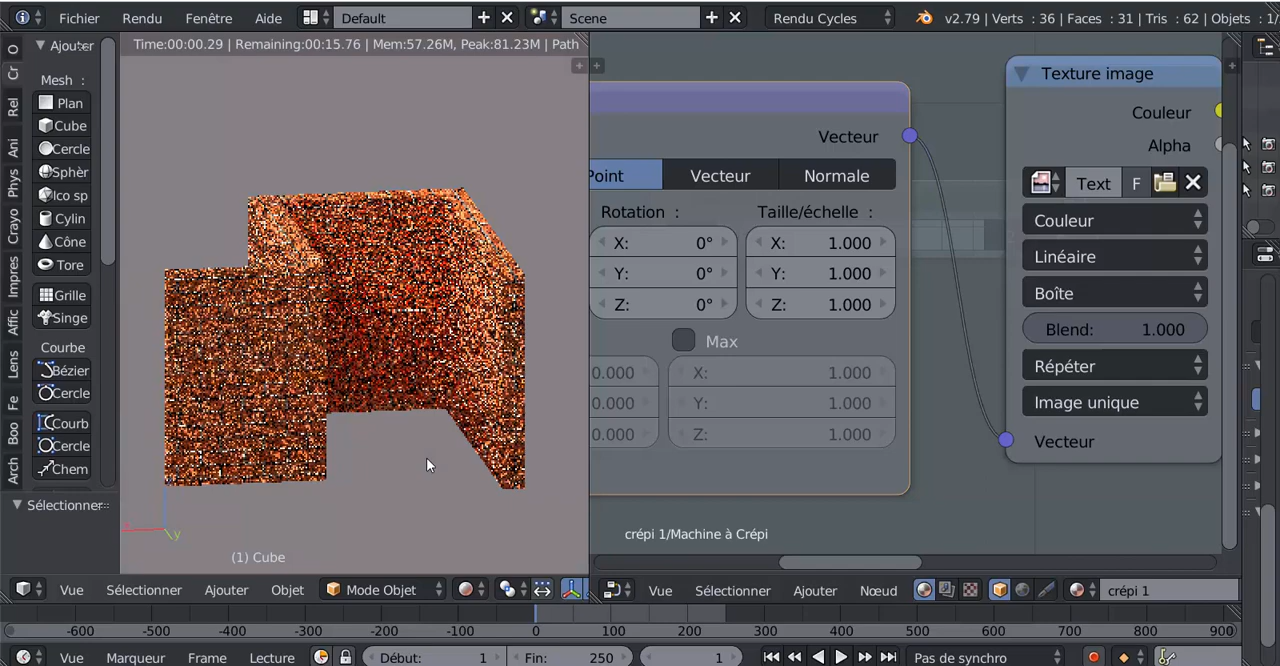 Fichier Rendu Fenêtre Aide Default Scene Rendu Cycles v2.79 | Verts : 36 | Faces : 31 | Tris : 62 | Objets : 1/
Time:00:00.29 | Remaining:00:15.76 | Mem:57.26M, Peak:81.23M | Path
Ajouter
Mesh :
Plan
Cube
Cercle
Sphèr
Ico sp
Cylin
Cône
Tore
Grille
Singe
Courbe
Bézier
Cercle
Courb
Cercle
Chem
Sélectionner
O
Cr
Rel
Ani
Phys
Crayo
Impres
Affic
Lens
Fe
Boo
Arch
y
(1) Cube
Vecteur
Point Vecteur Normale
Rotation : Taille/échelle :
X: 0° X: 1.000
Y: 0° Y: 1.000
Z: 0° Z: 1.000
Max
0.000 X: 1.000
0.000 Y: 1.000
0.000 Z: 1.000
crépi 1/Machine à Crépi
Texture image
Couleur
Alpha
Text F
Couleur
Linéaire
Boîte
Blend: 1.000
Répéter
Image unique
Vecteur
Vue Sélectionner Ajouter Objet Mode Objet
Vue Sélectionner Ajouter Nœud crépi 1
-600 -500 -400 -300 -200 -100 0 100 200 300 400 500 600 700 800 900
Vue Marqueur Frame Lecture Début: 1 Fin: 250 1 Pas de synchro